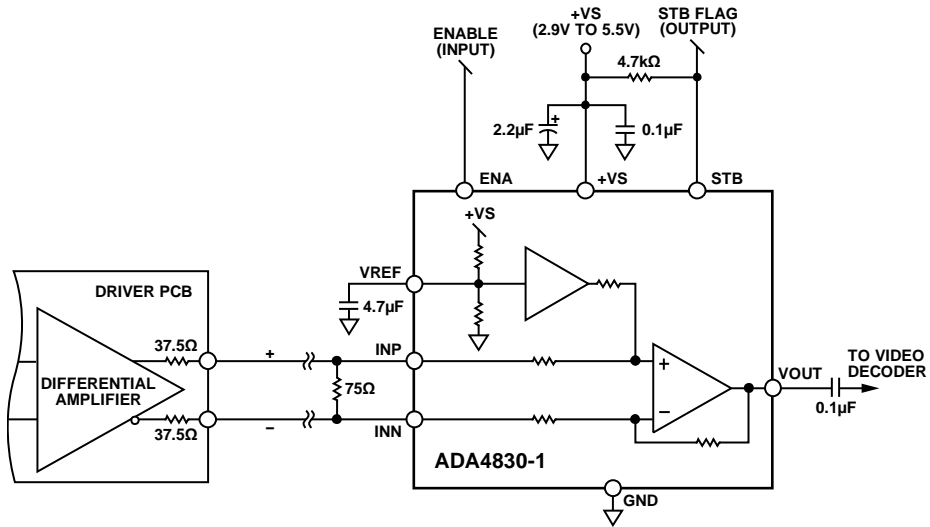 ENABLE
(INPUT)
+VS
(2.9V TO 5.5V)
STB FLAG
(OUTPUT)
4.7kΩ
2.2µF
+
0.1µF
ENA
+VS
STB
+VS
VREF
4.7µF
DRIVER PCB
37.5Ω
+
INP
DIFFERENTIAL
AMPLIFIER
75Ω
37.5Ω
−
INN
+
−
VOUT
TO VIDEO
DECODER
0.1µF
ADA4830-1
GND